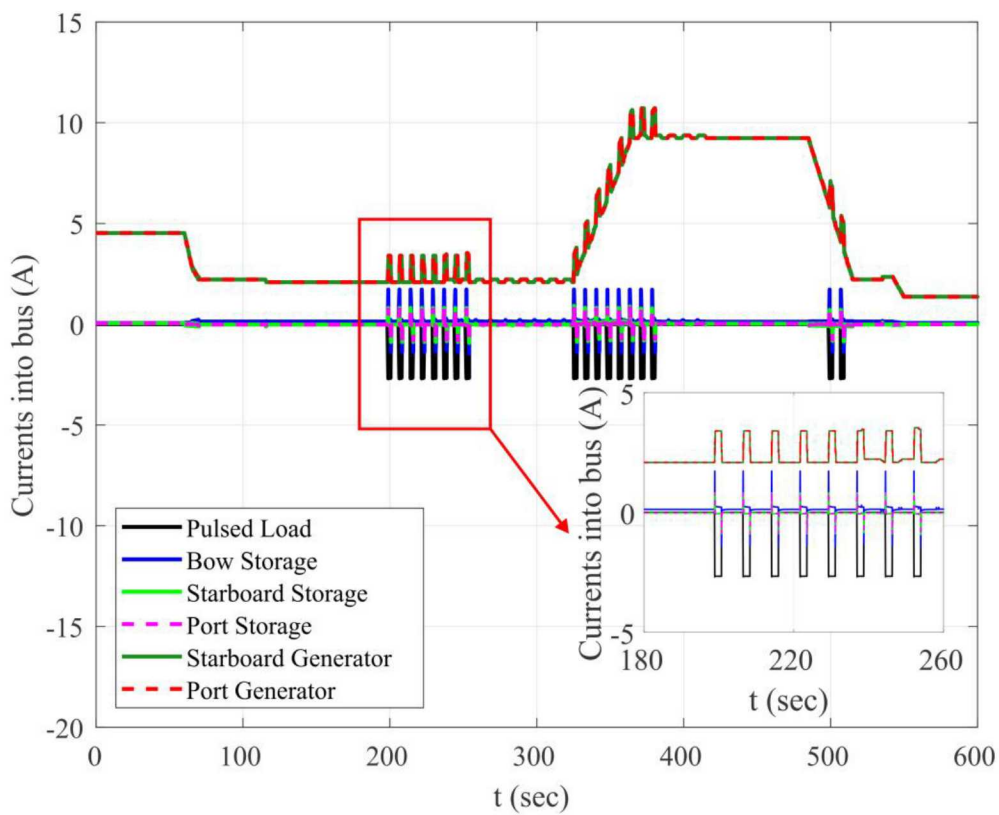 15
10
5
0
-5
-10
-15
-20
Currents into bus (A)
0
100
200
300
400
500
600
t (sec)
Pulsed Load
Bow Storage
Starboard Storage
Port Storage
Starboard Generator
Port Generator
5
0
-5
Currents into bus (A)
180
220
260
t (sec)